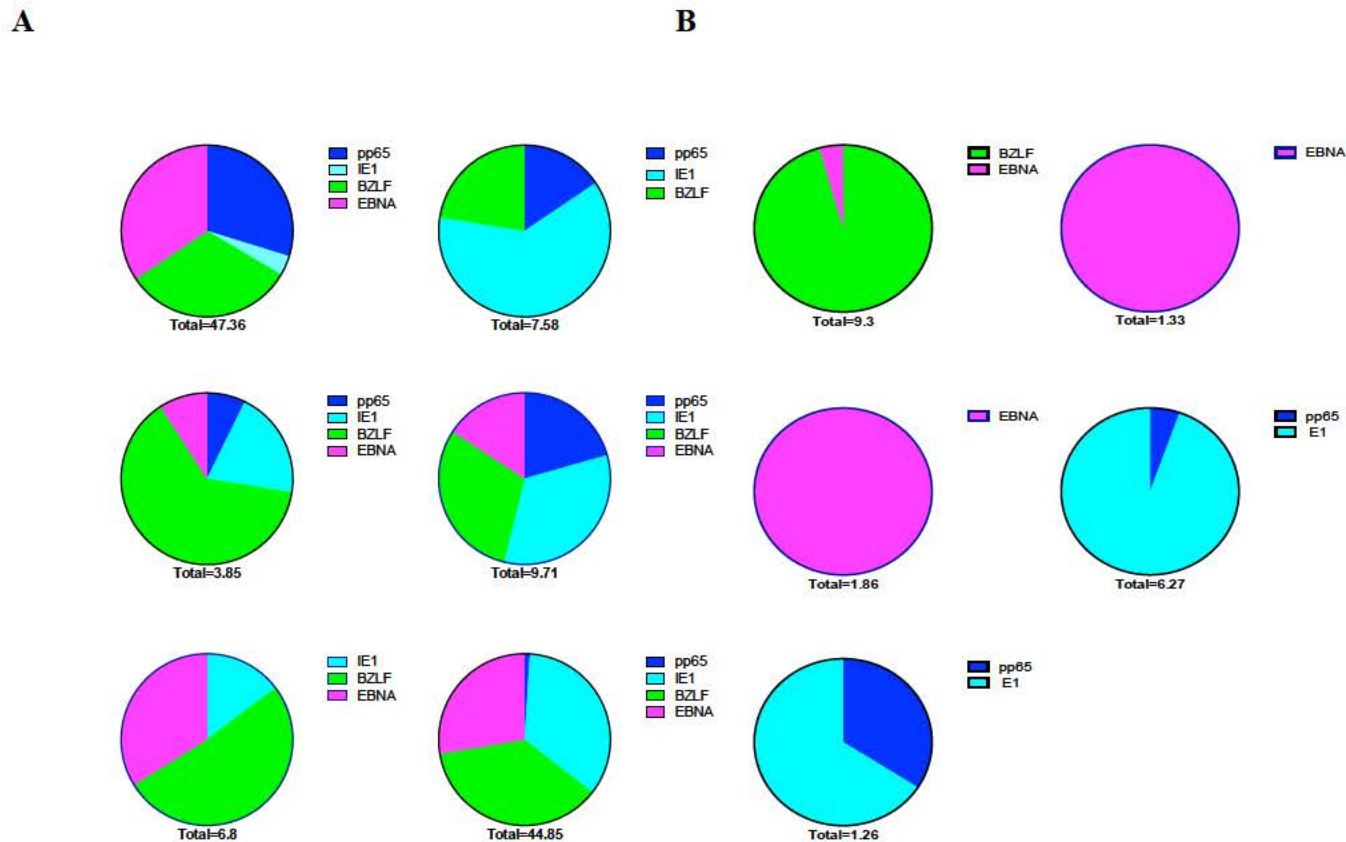 A
B
pp65
IE1
BZLF
EBNA
Total=47.36
pp65
IE1
BZLF
Total=7.58
BZLF
EBNA
Total=9.3
EBNA
Total=1.33
pp65
IE1
BZLF
EBNA
Total=3.85
pp65
IE1
BZLF
EBNA
Total=9.71
EBNA
Total=1.86
pp65
E1
Total=6.27
IE1
BZLF
EBNA
Total=6.8
pp65
IE1
BZLF
EBNA
Total=44.85
pp65
E1
Total=1.26